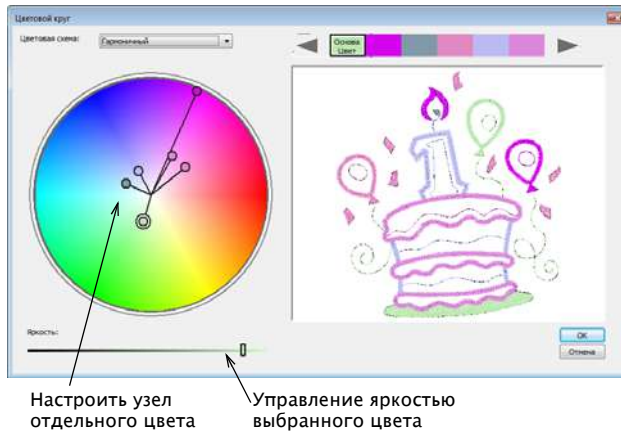 Цветовой круг
Цветовая схема: Гармоничный
Основа
Цвет
Яркость:
OK
Отмена
Настроить узел
отдельного цвета
Управление яркостью
выбранного цвета